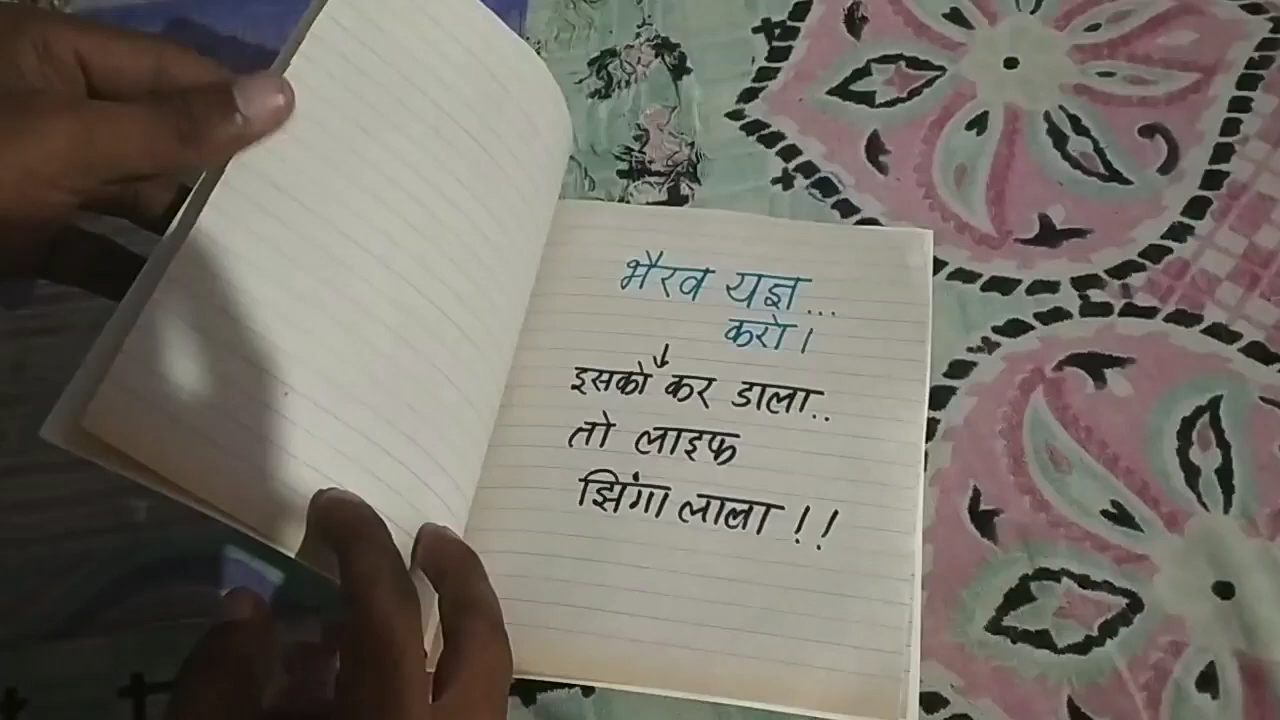 भैरव यज्ञ...
करो।
↓
इसको कर डाला..
तो लाइफ
झिंगा लाला!!